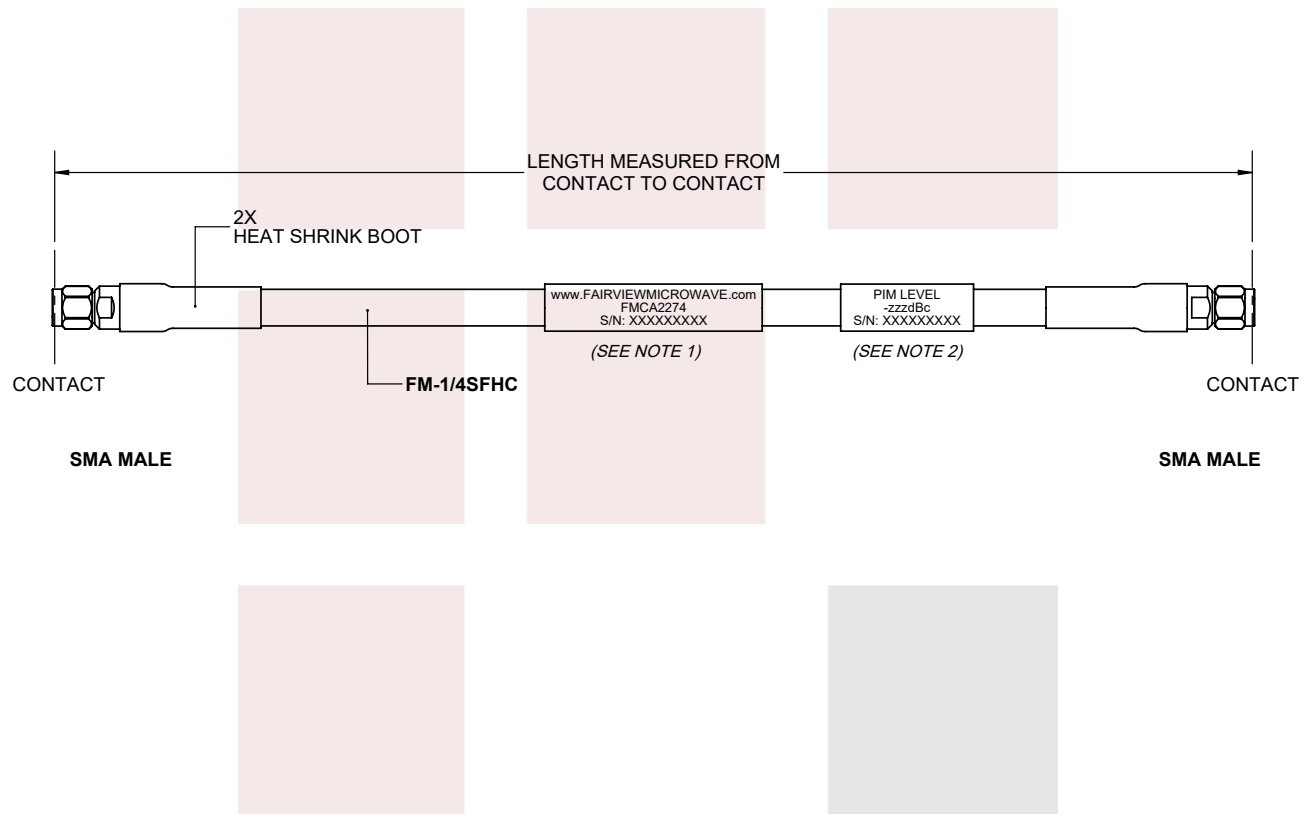 LENGTH MEASURED FROM
CONTACT TO CONTACT
2X
HEAT SHRINK BOOT
www.FAIRVIEWMICROWAVE.com
FMCA2274
S/N: XXXXXXXXX
PIM LEVEL
-zzzdBc
S/N: XXXXXXXXX
(SEE NOTE 1)
(SEE NOTE 2)
CONTACT
FM-1/4SFHC
CONTACT
SMA MALE
SMA MALE